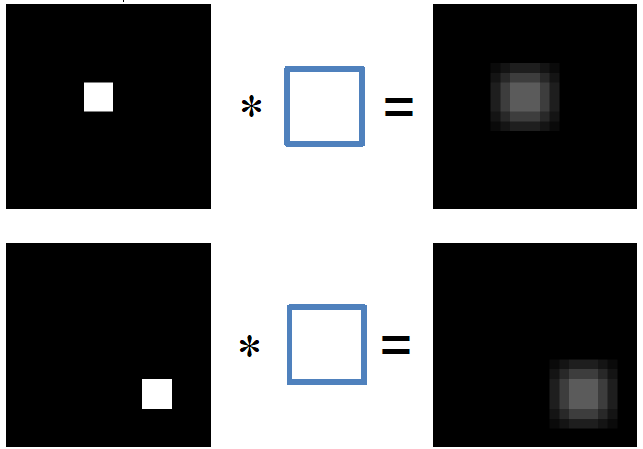 * =
* =